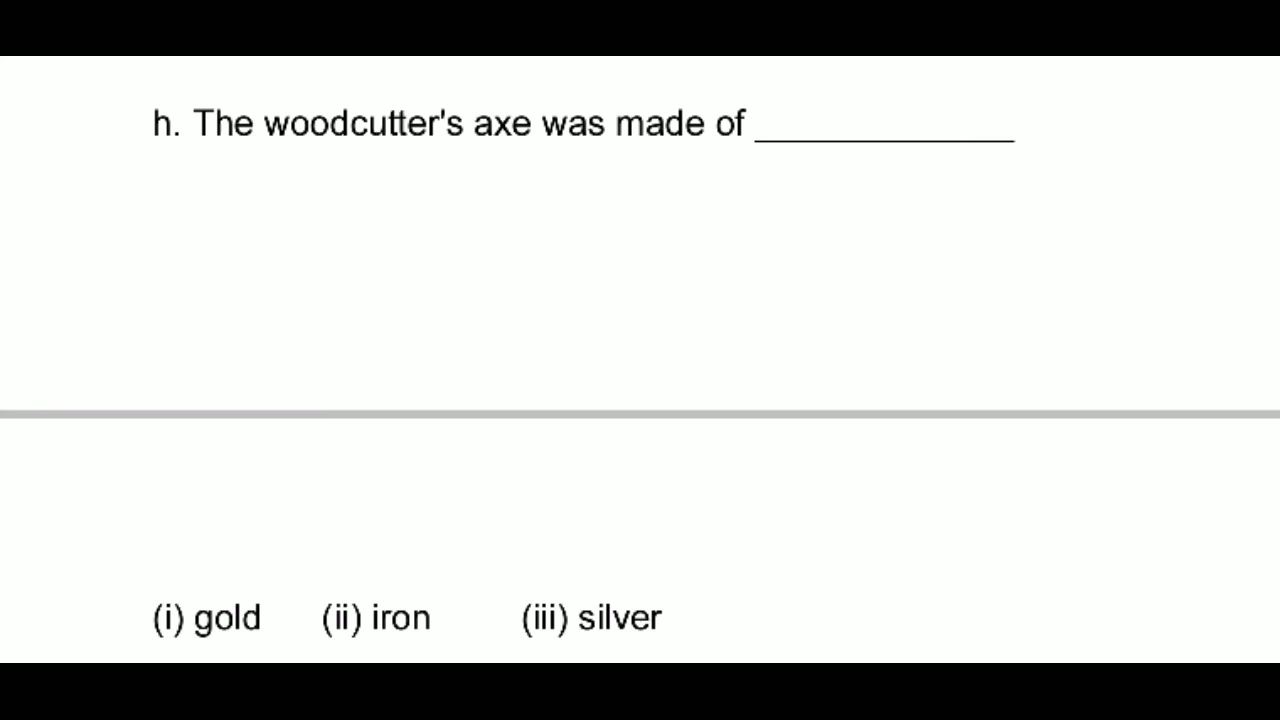 h. The woodcutter's axe was made of ______________
(i) gold (ii) iron (iii) silver